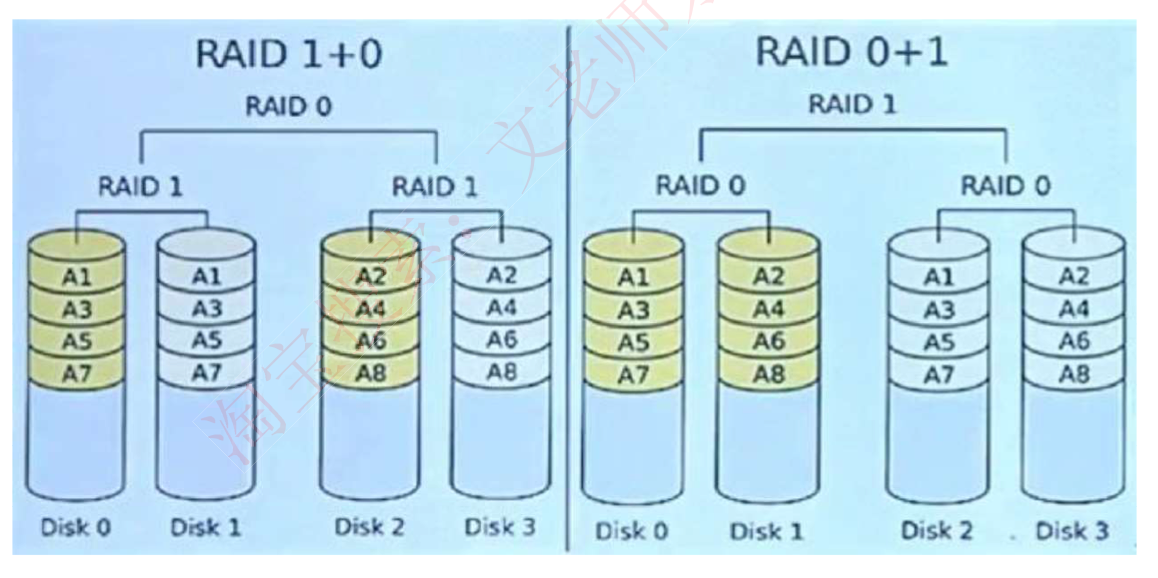 RAID 1+0
RAID 0
RAID 1 RAID 1
A1 A1 A2 A2
A3 A3 A4 A4
A5 A5 A6 A6
A7 A7 A8 A8
Disk 0 Disk 1 Disk 2 Disk 3
RAID 0+1
RAID 1
RAID 0 RAID 0
A1 A2 A1 A2
A3 A4 A3 A4
A5 A6 A5 A6
A7 A8 A7 A8
Disk 0 Disk 1 Disk 2 Disk 3
淘宝 文老师